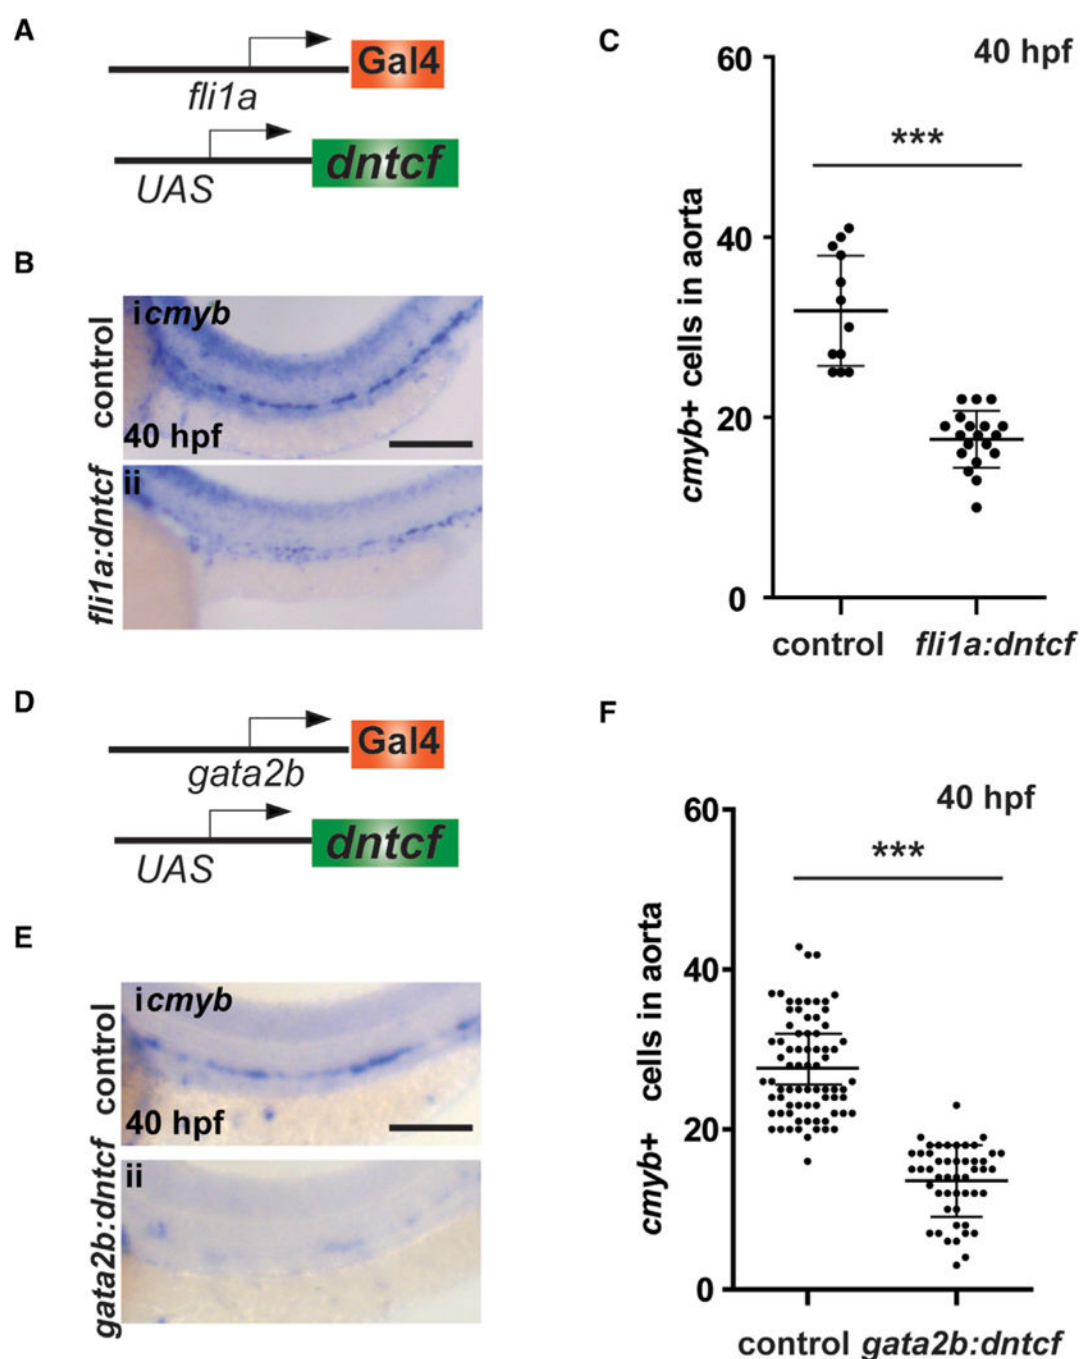 A
fli1a
Gal4
UAS
dntcf
B
control
i cmyb
40 hpf
fli1a:dntcf
ii
C
40 hpf
***
cmyb+ cells in aorta
60
40
20
0
control
fli1a:dntcf
D
gata2b
Gal4
UAS
dntcf
E
control
i cmyb
40 hpf
gata2b:dntcf
ii
F
40 hpf
***
cmyb+ cells in aorta
60
40
20
0
control
gata2b:dntcf